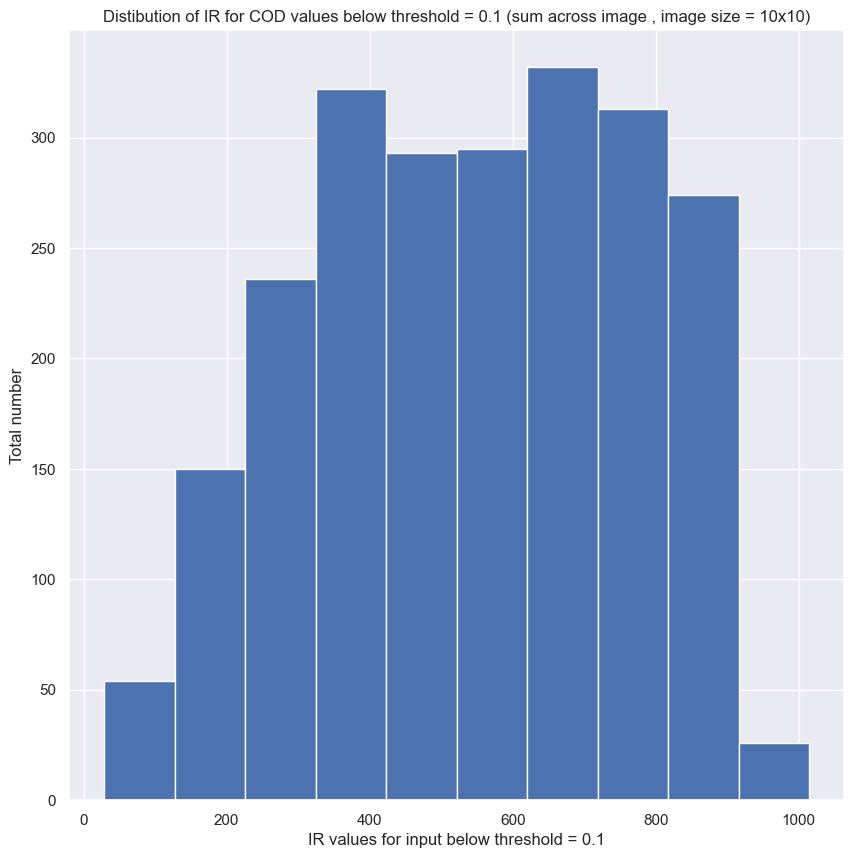 Distibution of IR for COD values below threshold = 0.1 (sum across image , image size = 10x10)
300
250
200
150
100
50
0
Total number
0 200 400 600 800 1000
IR values for input below threshold = 0.1